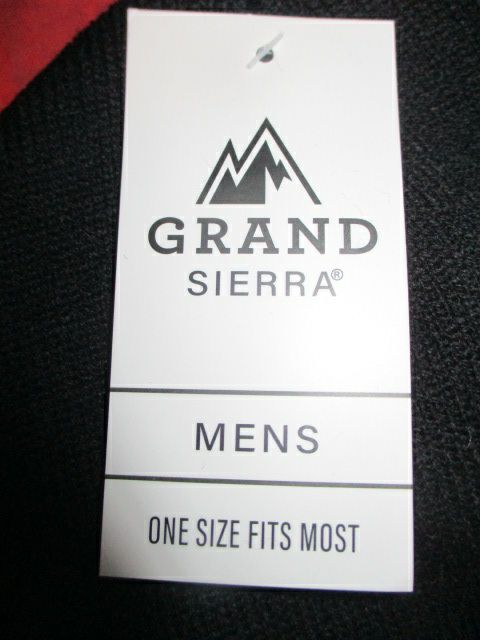 GRAND
SIERRA®
MENS
ONE SIZE FITS MOST